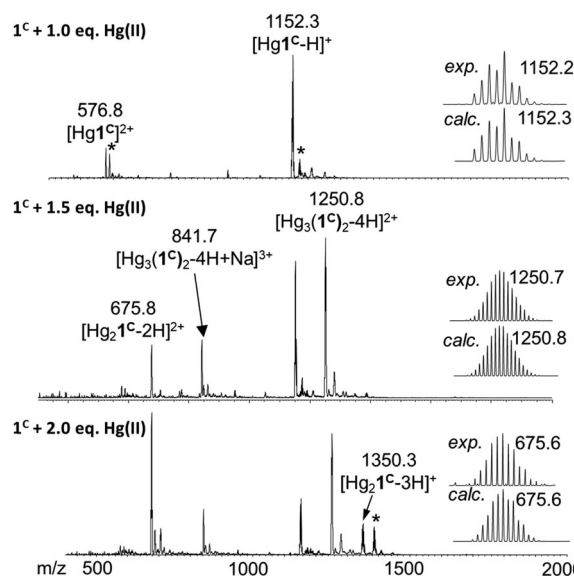 1ᶜ + 1.0 eq. Hg(II)
1152.3
[Hg1ᶜ-H]⁺
576.8
[Hg1ᶜ]²⁺
*
*
exp.
1152.2
calc.
1152.3
1ᶜ + 1.5 eq. Hg(II)
1250.8
[Hg₃(1ᶜ)₂-4H]²⁺
841.7
[Hg₃(1ᶜ)₂-4H+Na]³⁺
675.8
[Hg₂1ᶜ-2H]²⁺
exp.
1250.7
calc.
1250.8
1ᶜ + 2.0 eq. Hg(II)
1350.3
[Hg₂1ᶜ-3H]⁺
*
exp.
675.6
calc.
675.6
m/z 500 1000 1500